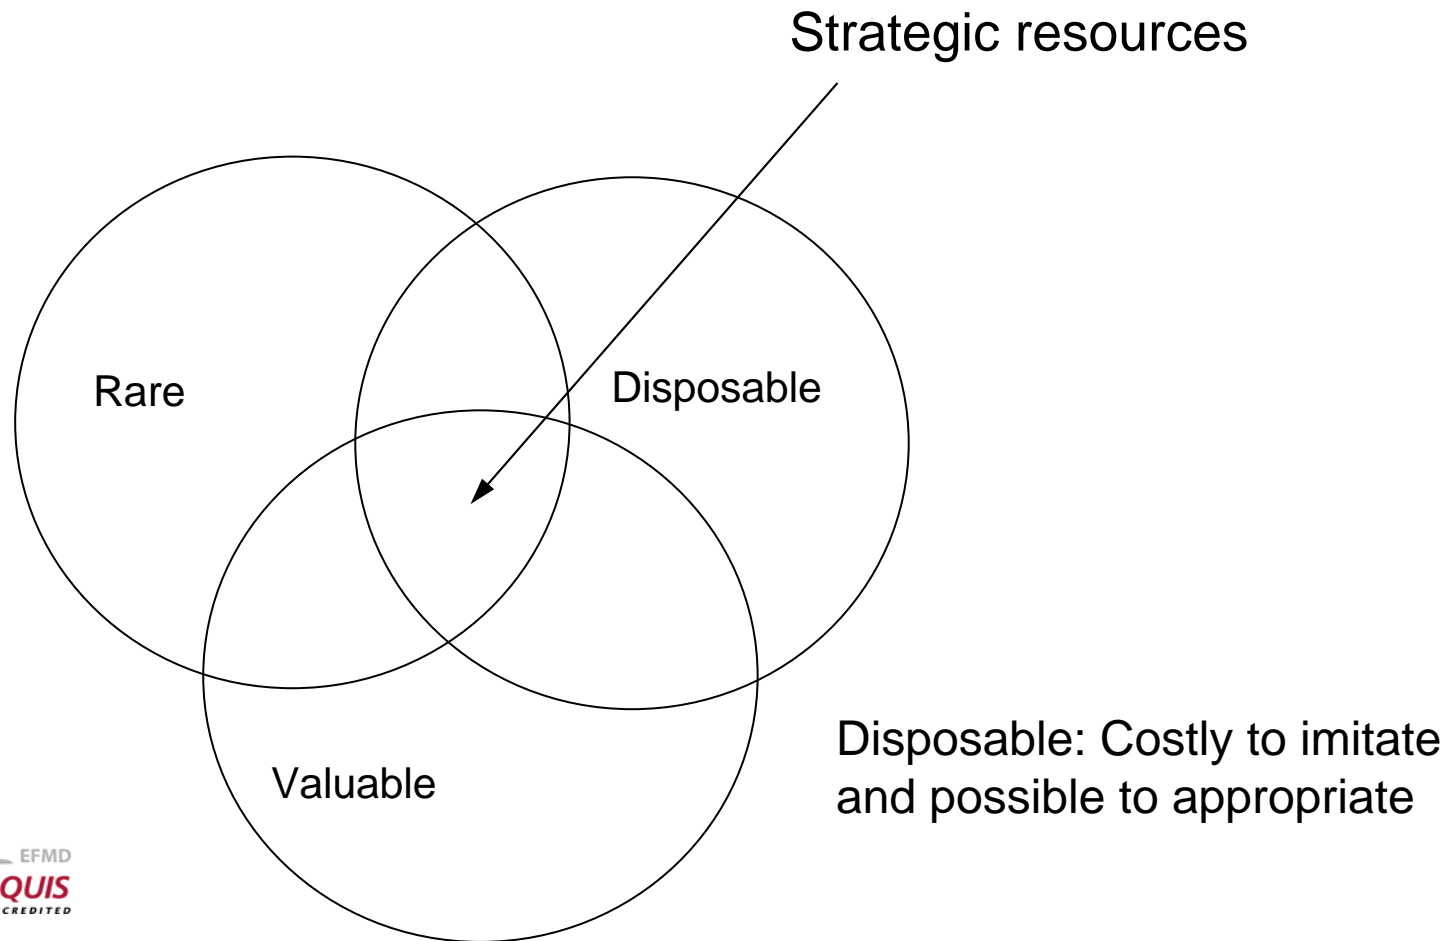 Strategic resources
Rare
Disposable
Valuable
Disposable: Costly to imitate
and possible to appropriate
EFMD
QUIS
CREDITED